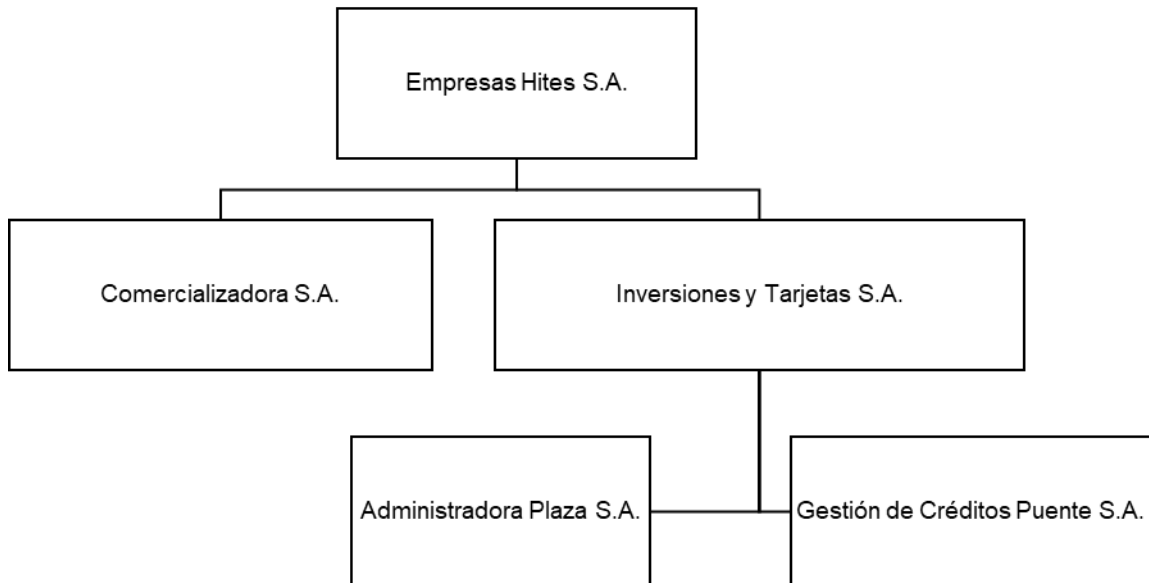 Empresas Hites S.A.
Comercializadora S.A.
Inversiones y Tarjetas S.A.
Administradora Plaza S.A.
Gestión de Créditos Puente S.A.